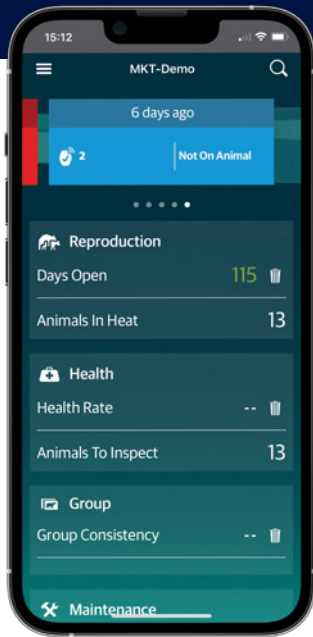 15:12
MKT-Demo
6 days ago
2 Not On Animal
Reproduction
Days Open 115
Animals In Heat 13
Health
Health Rate --
Animals To Inspect 13
Group
Group Consistency --
Maintenance